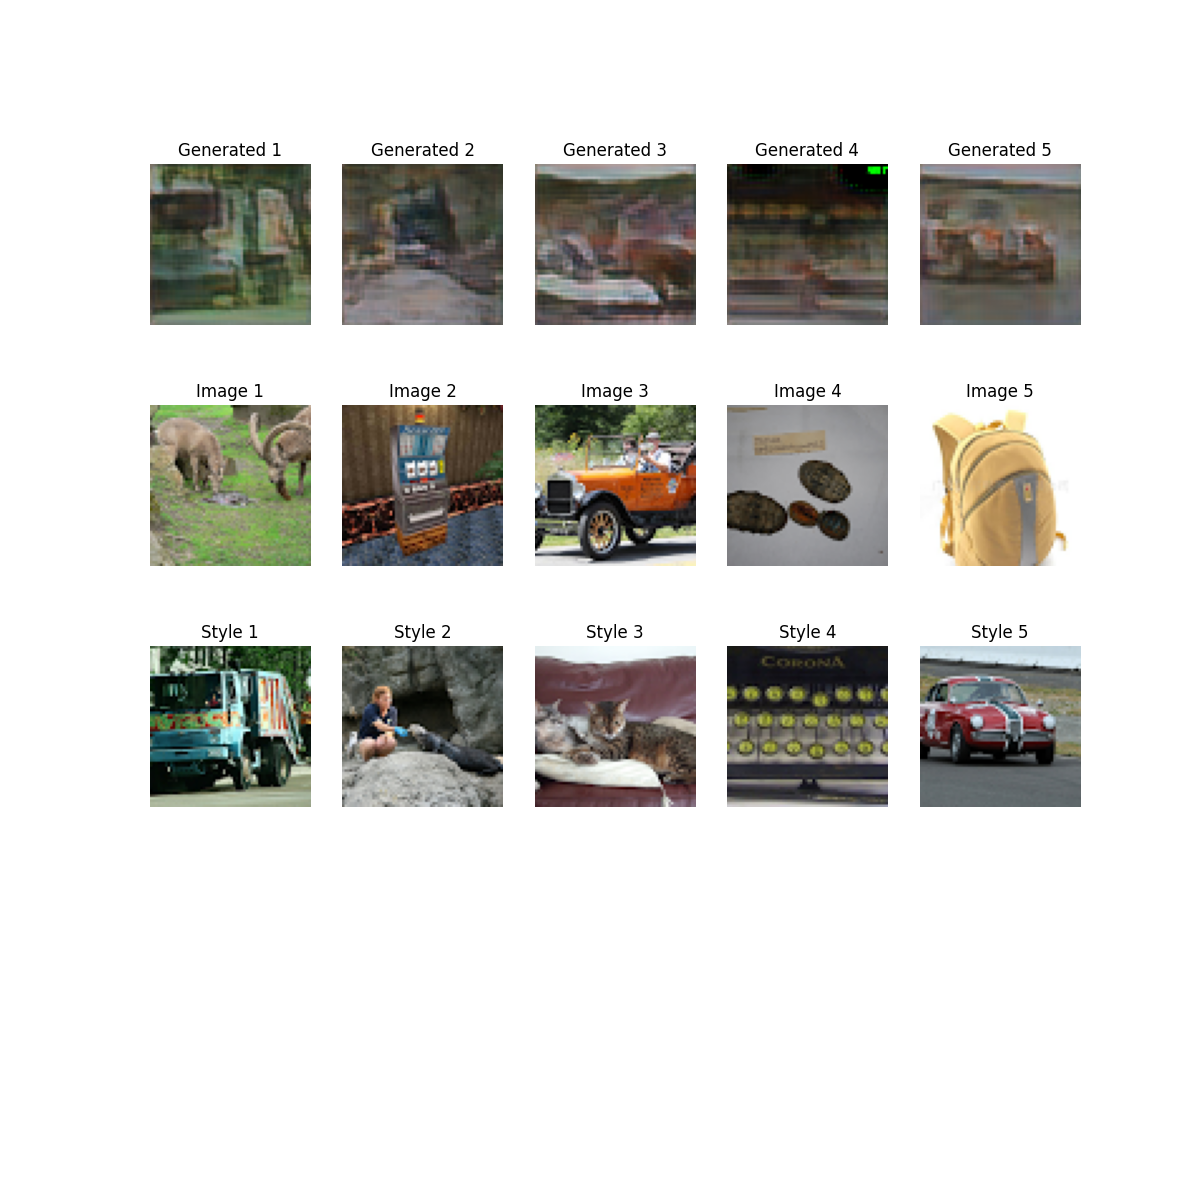 Generated 1
Generated 2
Generated 3
Generated 4
Generated 5
Image 1
Image 2
Image 3
Image 4
Image 5
Style 1
Style 2
Style 3
Style 4
Style 5
CORONA